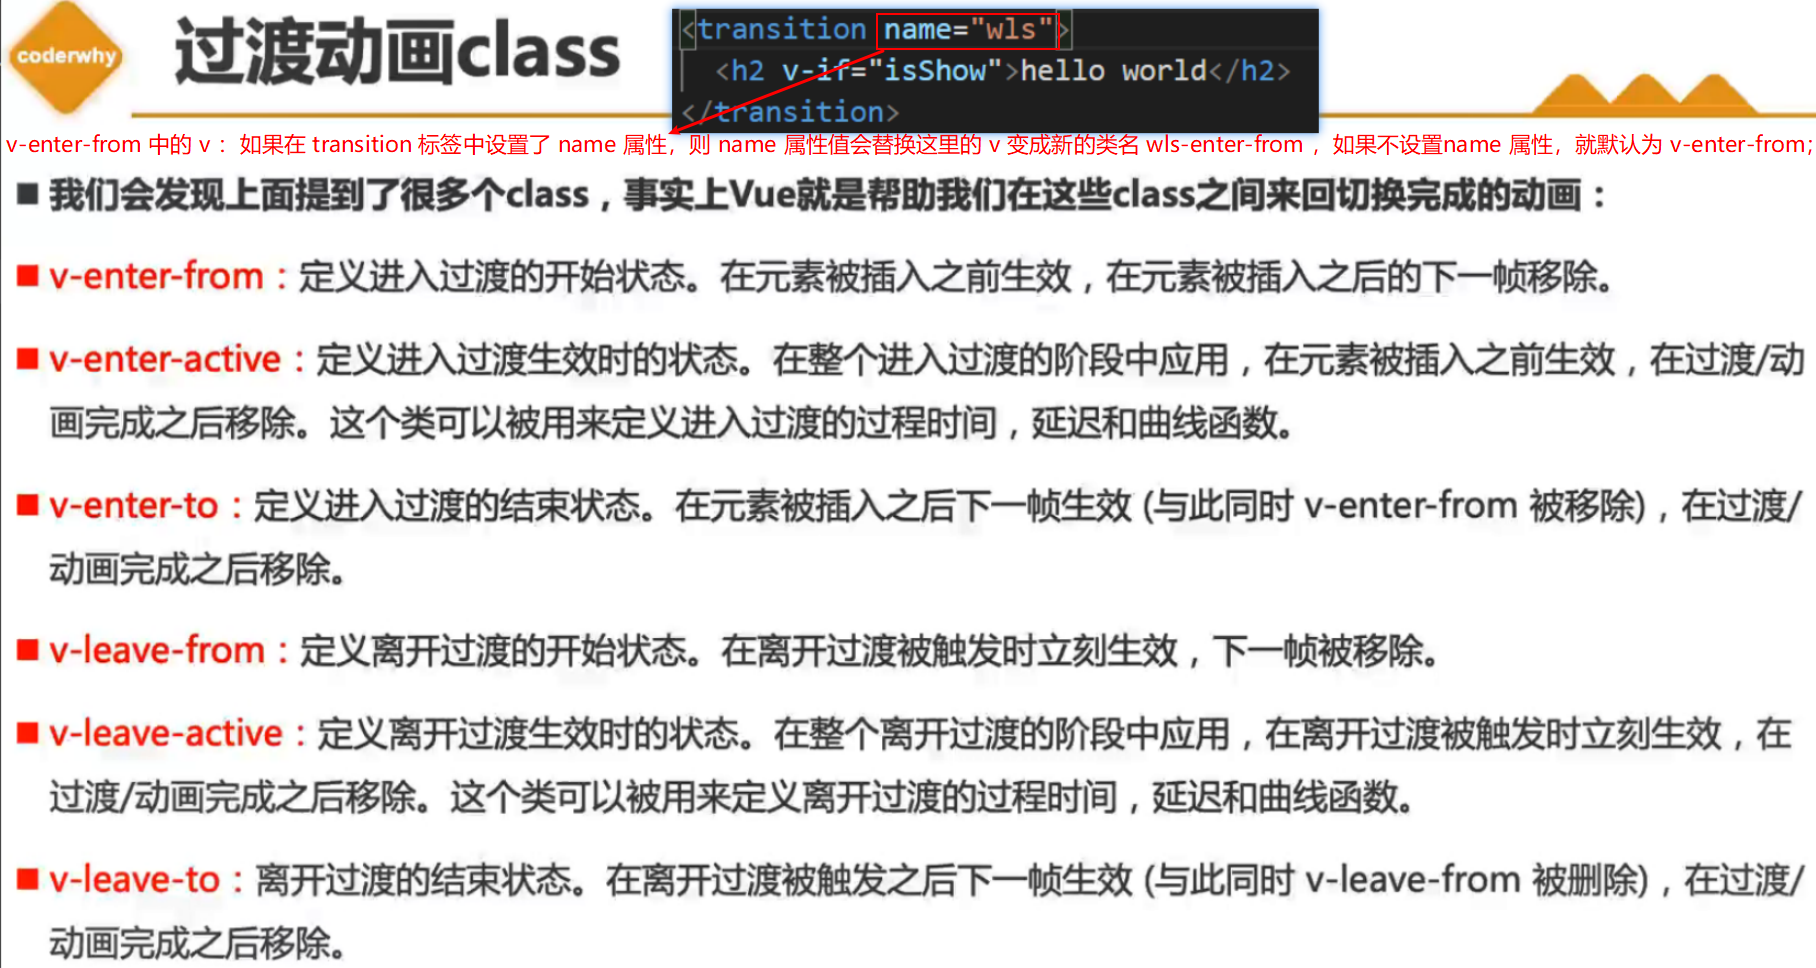 coderwhy
过渡动画class
<transition name="wls">
<h2 v-if="isShow">hello world</h2>
</transition>
v-enter-from 中的 v ：如果在 transition 标签中设置了 name 属性，则 name 属性值会替换这里的 v 变成新的类名 wls-enter-from ，如果不设置name 属性，就默认为 v-enter-from；
■ 我们会发现上面提到了很多个class，事实上Vue就是帮助我们在这些class之间来回切换完成的动画：
■ v-enter-from：定义进入过渡的开始状态。在元素被插入之前生效，在元素被插入之后的下一帧移除。
■ v-enter-active：定义进入过渡生效时的状态。在整个进入过渡的阶段中应用，在元素被插入之前生效，在过渡/动
画完成之后移除。这个类可以被用来定义进入过渡的过程时间，延迟和曲线函数。
■ v-enter-to：定义进入过渡的结束状态。在元素被插入之后下一帧生效 (与此同时 v-enter-from 被移除)，在过渡/
动画完成之后移除。
■ v-leave-from：定义离开过渡的开始状态。在离开过渡被触发时立刻生效，下一帧被移除。
■ v-leave-active：定义离开过渡生效时的状态。在整个离开过渡的阶段中应用，在离开过渡被触发时立刻生效，在
过渡/动画完成之后移除。这个类可以被用来定义离开过渡的过程时间，延迟和曲线函数。
■ v-leave-to：离开过渡的结束状态。在离开过渡被触发之后下一帧生效 (与此同时 v-leave-from 被删除)，在过渡/
动画完成之后移除。